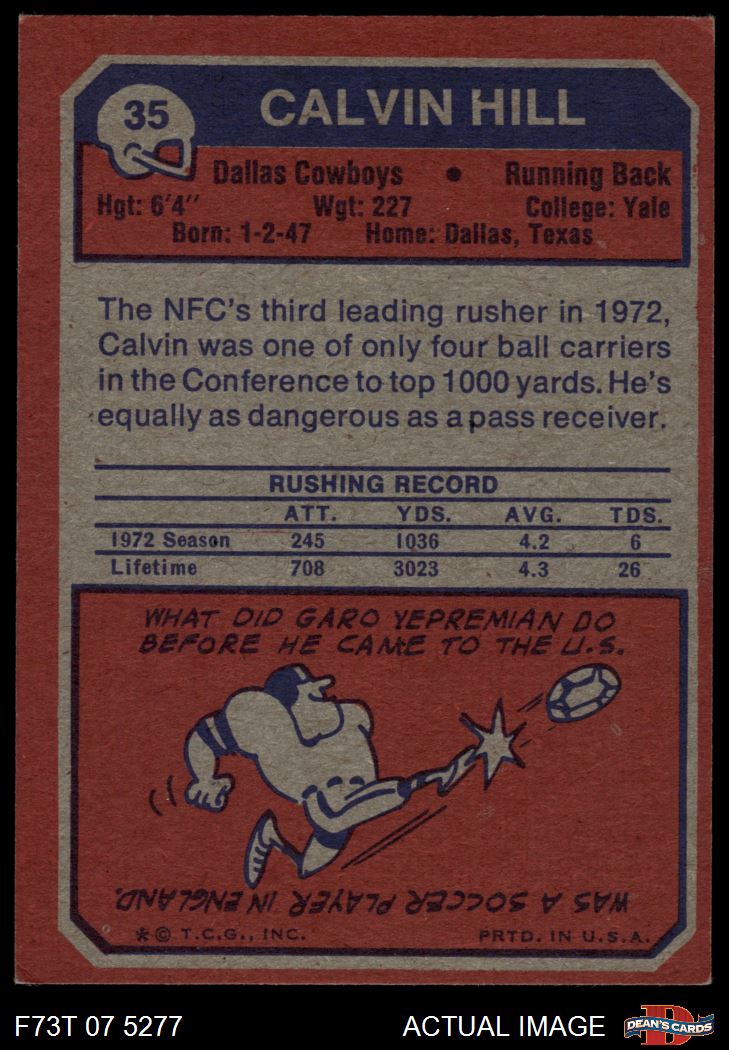 35
CALVIN HILL
Dallas Cowboys • Running Back
Hgt: 6'4" Wgt: 227 College: Yale
Born: 1-2-47 Home: Dallas, Texas
The NFC's third leading rusher in 1972,
Calvin was one of only four ball carriers
in the Conference to top 1000 yards. He's
equally as dangerous as a pass receiver.
RUSHING RECORD
ATT. YDS. AVG. TDS.
1972 Season 245 1036 4.2 6
Lifetime 708 3023 4.3 26
WHAT DID GARO YEPREMIAN DO
BEFORE HE CAME TO THE U.S.
WAS A SOCCER PLAYER IN ENGLAND.
* © T.C.G., INC. PRTD. IN U.S.A.
F73T 07 5277 ACTUAL IMAGE
DEAN'S CARDS